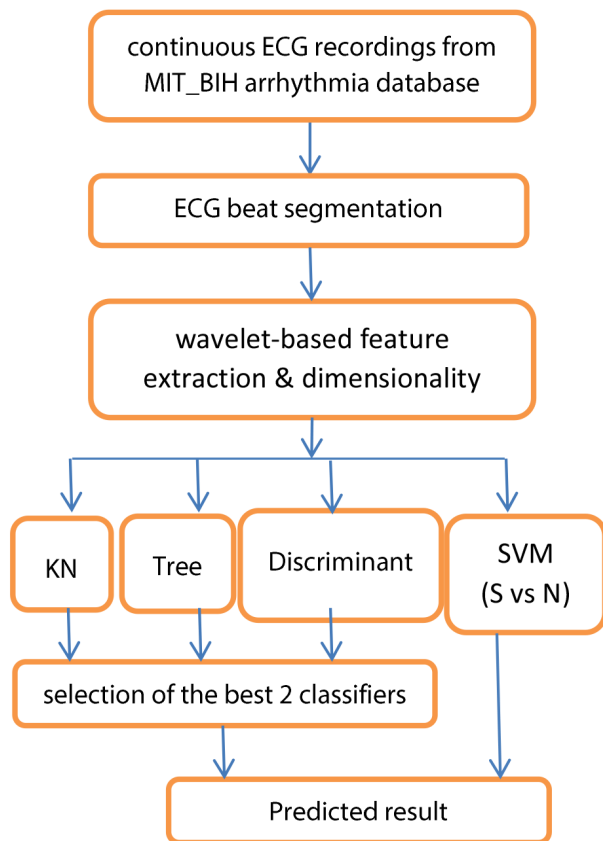 continuous ECG recordings from
MIT_BIH arrhythmia database
ECG beat segmentation
wavelet-based feature
extraction & dimensionality
KN
Tree
Discriminant
SVM
(S vs N)
selection of the best 2 classifiers
Predicted result